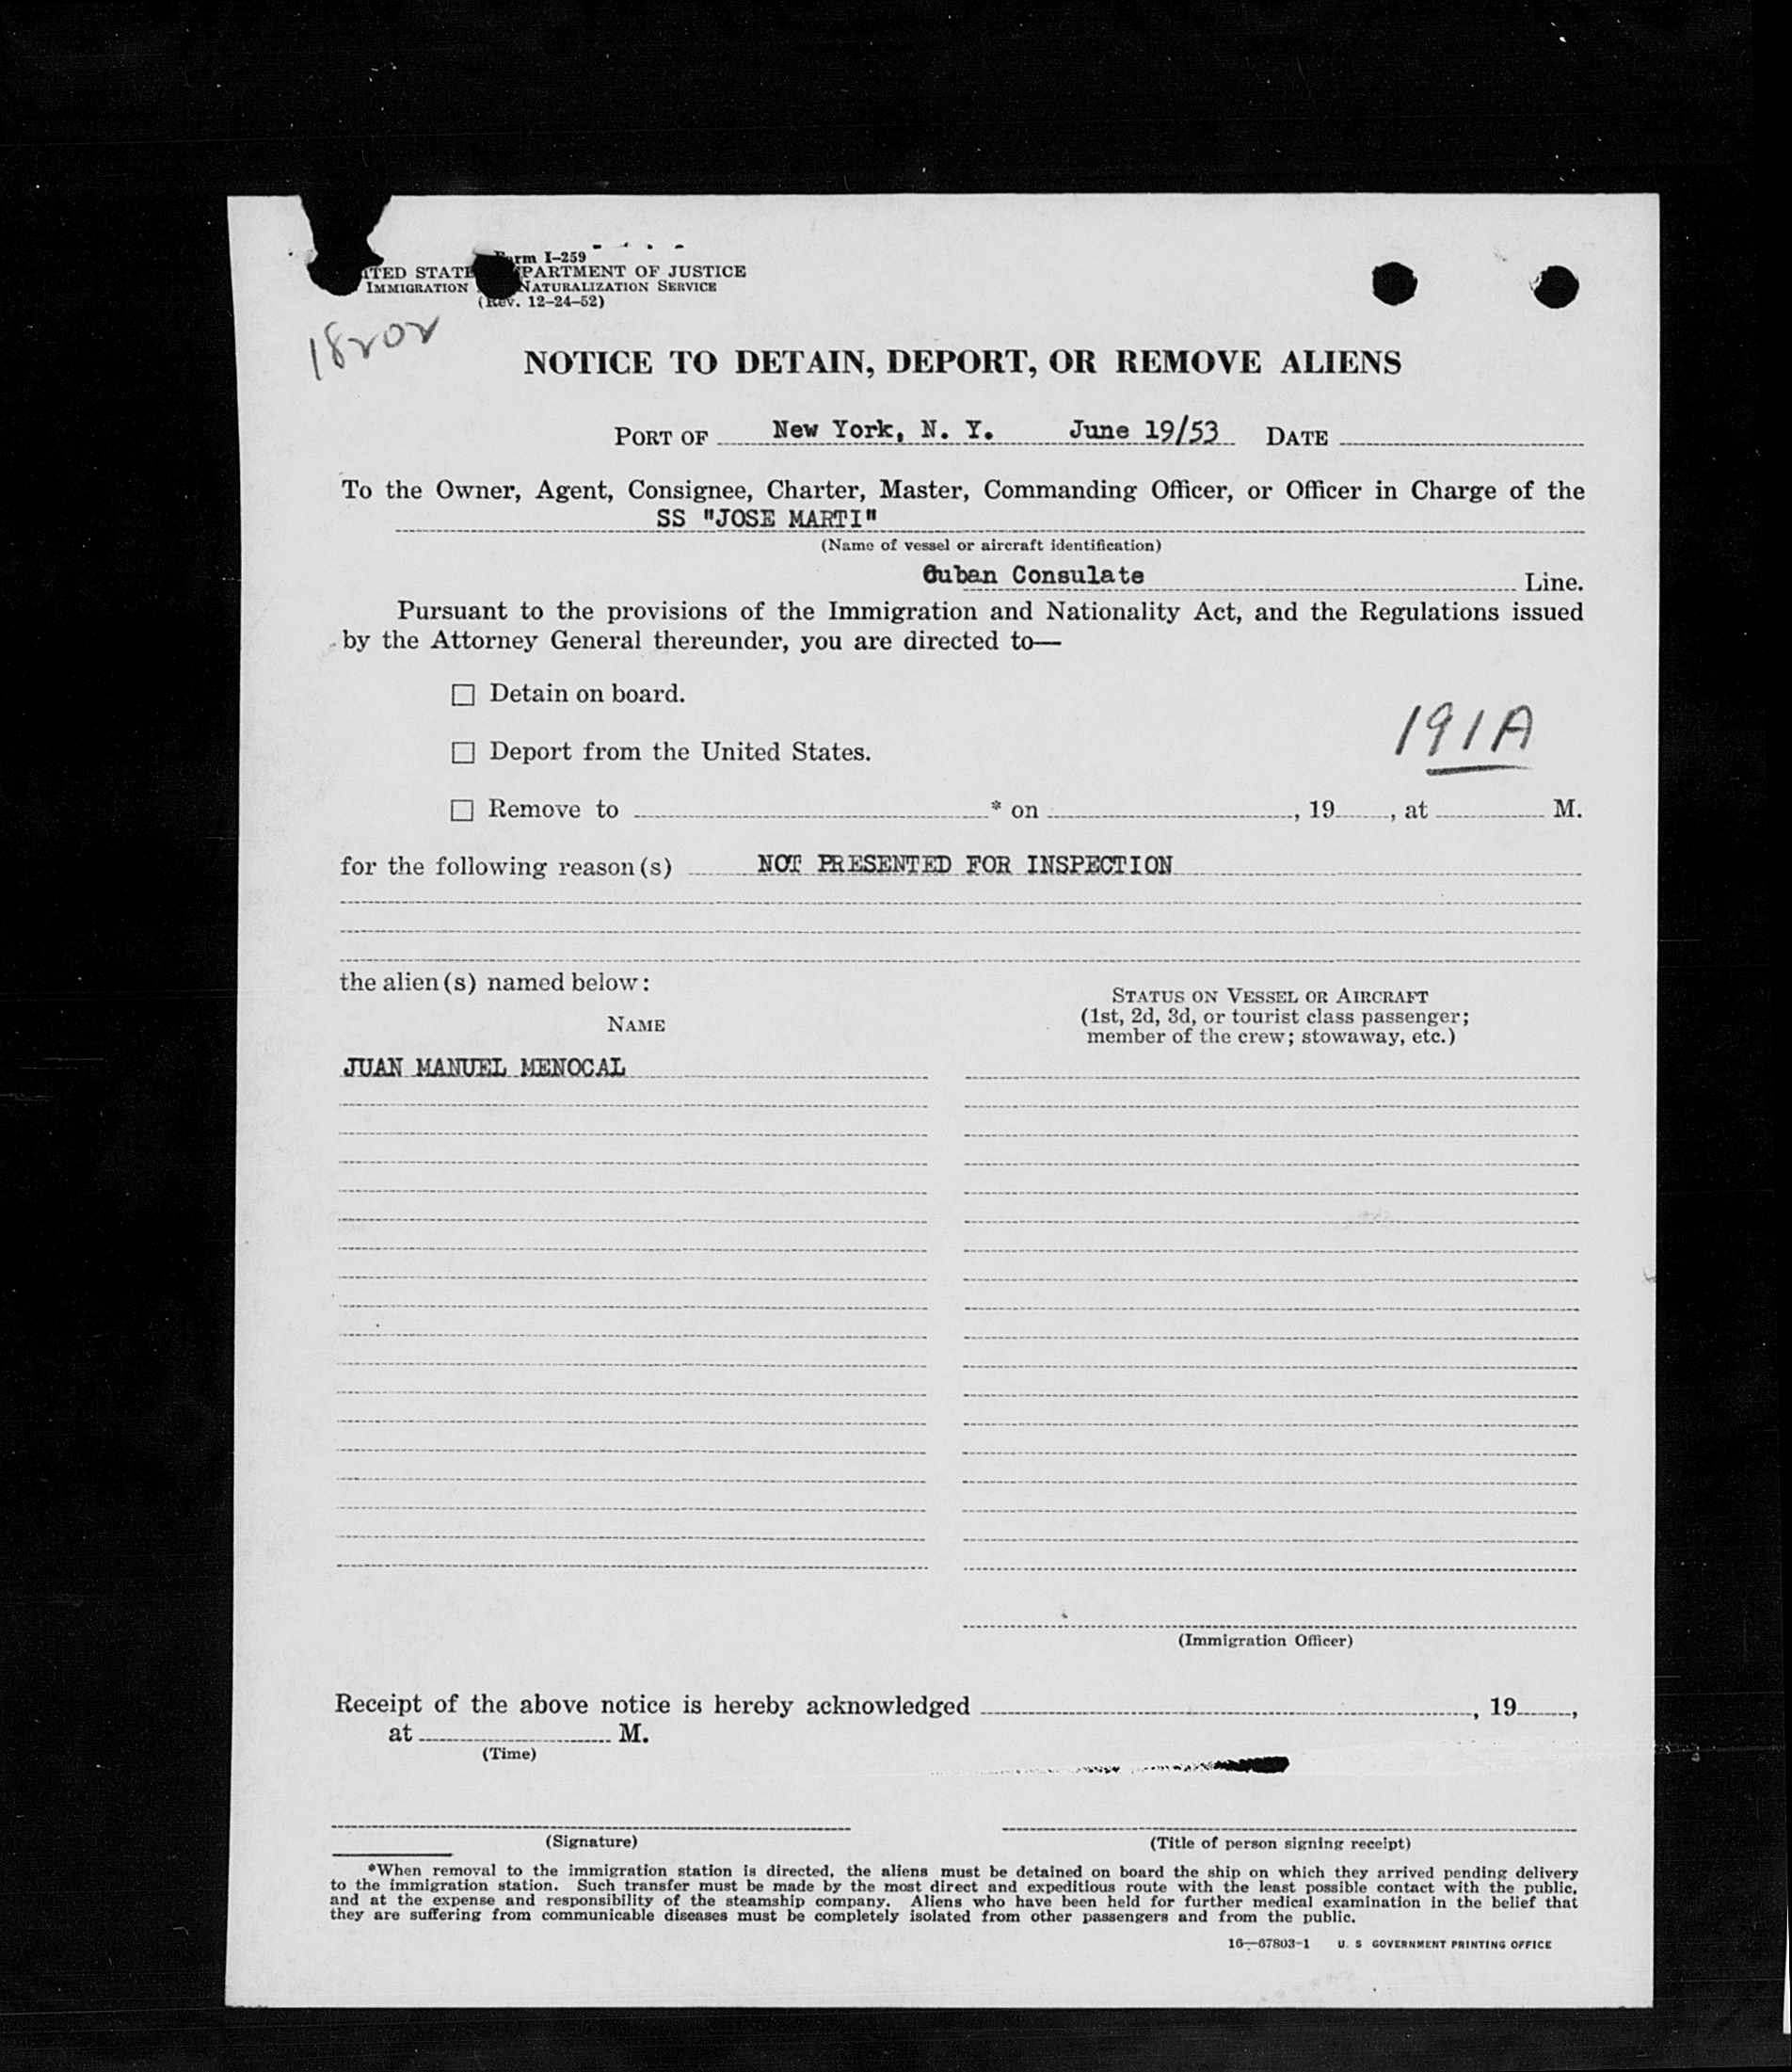 Form I-259
UNITED STATES DEPARTMENT OF JUSTICE
IMMIGRATION NATURALIZATION SERVICE
(Rev. 12-24-52)
18202
NOTICE TO DETAIN, DEPORT, OR REMOVE ALIENS
PORT OF New York, N. Y. June 19/53 DATE
To the Owner, Agent, Consignee, Charter, Master, Commanding Officer, or Officer in Charge of the
SS "JOSE MARTI"
(Name of vessel or aircraft identification)
Cuban Consulate Line.
Pursuant to the provisions of the Immigration and Nationality Act, and the Regulations issued
by the Attorney General thereunder, you are directed to—
☐ Detain on board.
191A
☐ Deport from the United States.
☐ Remove to * on , 19 , at M.
for the following reason(s) NOT PRESENTED FOR INSPECTION
the alien(s) named below:
STATUS ON VESSEL OR AIRCRAFT
(1st, 2d, 3d, or tourist class passenger;
member of the crew; stowaway, etc.)
NAME
JUAN MANUEL MENOCAL
(Immigration Officer)
Receipt of the above notice is hereby acknowledged , 19 ,
at M.
(Time)
(Signature) (Title of person signing receipt)
*When removal to the immigration station is directed, the aliens must be detained on board the ship on which they arrived pending delivery
to the immigration station. Such transfer must be made by the most direct and expeditious route with the least possible contact with the public,
and at the expense and responsibility of the steamship company. Aliens who have been held for further medical examination in the belief that
they are suffering from communicable diseases must be completely isolated from other passengers and from the public.
16—67803-1 U. S GOVERNMENT PRINTING OFFICE